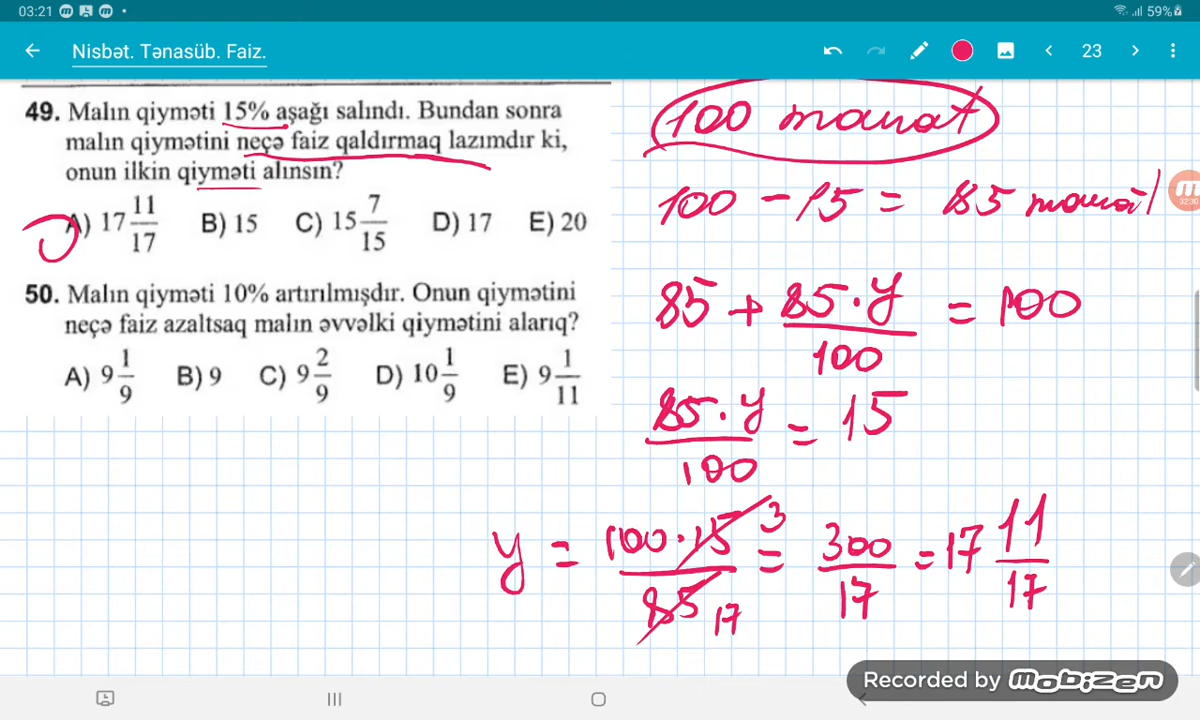 03:21 59%
Nisbət. Tənasüb. Faiz. 23
49. Malın qiyməti 15% aşağı salındı. Bundan sonra
malın qiymətini neçə faiz qaldırmaq lazımdır ki,
onun ilkin qiyməti alınsın?
A) 17 11/17 B) 15 C) 15 7/15 D) 17 E) 20
50. Malın qiyməti 10% artırılmışdır. Onun qiymətini
neçə faiz azaltsaq malın əvvəlki qiymətini alarıq?
A) 9 1/9 B) 9 C) 9 2/9 D) 10 1/9 E) 9 1/11
100 manat
100 - 15 = 85 manat
85 + 85·y/100 = 100
85·y/100 = 15
y = 100·15 3/85 17 = 300/17 = 17 11/17
02:30
Recorded by mobizen